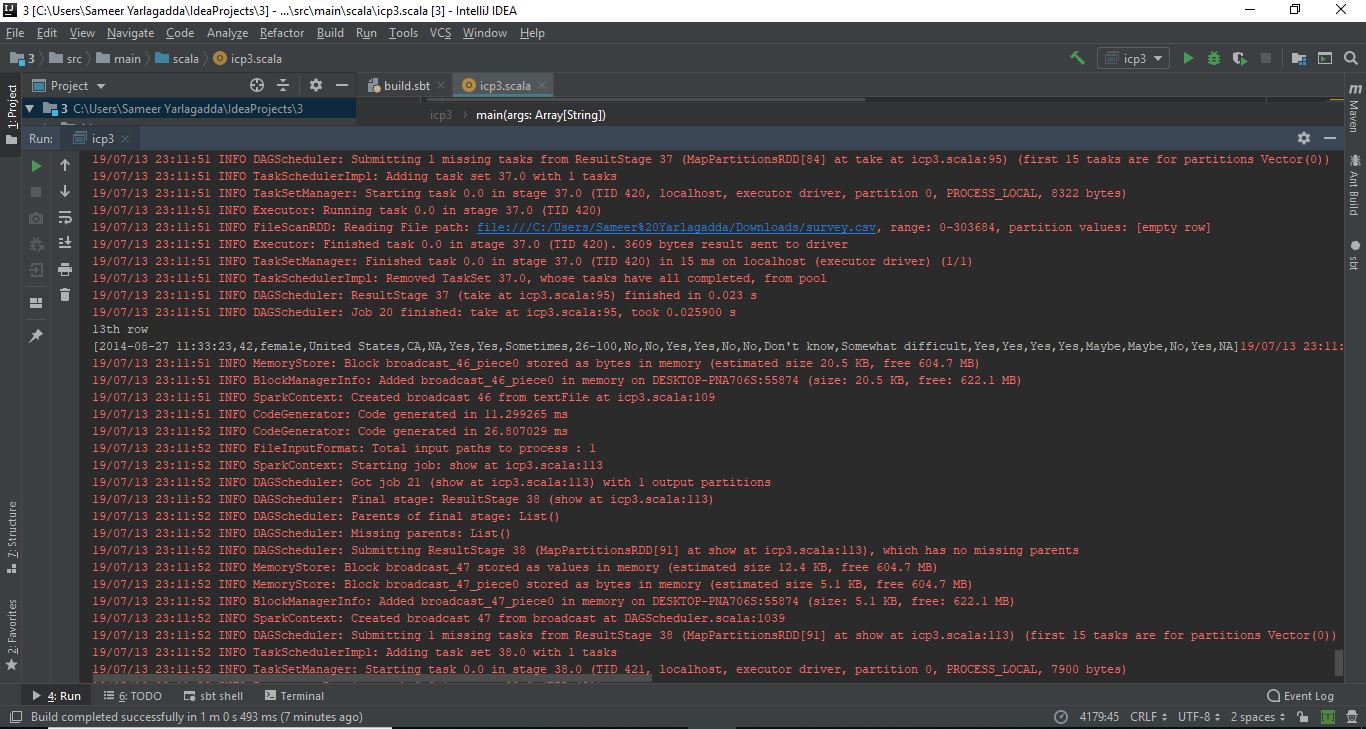 3 [C:\Users\Sameer Yarlagadda\IdeaProjects\3] - ...\src\main\scala\icp3.scala [3] - IntelliJ IDEA
File Edit View Navigate Code Analyze Refactor Build Run Tools VCS Window Help
3 src main scala icp3.scala icp3
Project build.sbt icp3.scala
3 C:\Users\Sameer Yarlagadda\IdeaProjects\3
icp3 main(args: Array[String])
Run: icp3
19/07/13 23:11:51 INFO DAGScheduler: Submitting 1 missing tasks from ResultStage 37 (MapPartitionsRDD[84] at take at icp3.scala:95) (first 15 tasks are for partitions Vector(0))
19/07/13 23:11:51 INFO TaskSchedulerImpl: Adding task set 37.0 with 1 tasks
19/07/13 23:11:51 INFO TaskSetManager: Starting task 0.0 in stage 37.0 (TID 420, localhost, executor driver, partition 0, PROCESS_LOCAL, 8322 bytes)
19/07/13 23:11:51 INFO Executor: Running task 0.0 in stage 37.0 (TID 420)
19/07/13 23:11:51 INFO FileScanRDD: Reading File path: file:///C:/Users/Sameer%20Yarlagadda/Downloads/survey.csv, range: 0-303684, partition values: [empty row]
19/07/13 23:11:51 INFO Executor: Finished task 0.0 in stage 37.0 (TID 420). 3609 bytes result sent to driver
19/07/13 23:11:51 INFO TaskSetManager: Finished task 0.0 in stage 37.0 (TID 420) in 15 ms on localhost (executor driver) (1/1)
19/07/13 23:11:51 INFO TaskSchedulerImpl: Removed TaskSet 37.0, whose tasks have all completed, from pool
19/07/13 23:11:51 INFO DAGScheduler: ResultStage 37 (take at icp3.scala:95) finished in 0.023 s
19/07/13 23:11:51 INFO DAGScheduler: Job 20 finished: take at icp3.scala:95, took 0.025900 s
13th row
[2014-08-27 11:33:23,42,female,United States,CA,NA,Yes,Yes,Sometimes,26-100,No,No,Yes,Yes,No,No,Don't know,Somewhat difficult,Yes,Yes,Yes,Yes,Maybe,Maybe,No,Yes,NA]19/07/13 23:11:
19/07/13 23:11:51 INFO MemoryStore: Block broadcast_46_piece0 stored as bytes in memory (estimated size 20.5 KB, free 604.7 MB)
19/07/13 23:11:51 INFO BlockManagerInfo: Added broadcast_46_piece0 in memory on DESKTOP-PNA706S:55874 (size: 20.5 KB, free: 622.1 MB)
19/07/13 23:11:51 INFO SparkContext: Created broadcast 46 from textFile at icp3.scala:109
19/07/13 23:11:51 INFO CodeGenerator: Code generated in 11.299265 ms
19/07/13 23:11:52 INFO CodeGenerator: Code generated in 26.807029 ms
19/07/13 23:11:52 INFO FileInputFormat: Total input paths to process : 1
19/07/13 23:11:52 INFO SparkContext: Starting job: show at icp3.scala:113
19/07/13 23:11:52 INFO DAGScheduler: Got job 21 (show at icp3.scala:113) with 1 output partitions
19/07/13 23:11:52 INFO DAGScheduler: Final stage: ResultStage 38 (show at icp3.scala:113)
19/07/13 23:11:52 INFO DAGScheduler: Parents of final stage: List()
19/07/13 23:11:52 INFO DAGScheduler: Missing parents: List()
19/07/13 23:11:52 INFO DAGScheduler: Submitting ResultStage 38 (MapPartitionsRDD[91] at show at icp3.scala:113), which has no missing parents
19/07/13 23:11:52 INFO MemoryStore: Block broadcast_47 stored as values in memory (estimated size 12.4 KB, free 604.7 MB)
19/07/13 23:11:52 INFO MemoryStore: Block broadcast_47_piece0 stored as bytes in memory (estimated size 5.1 KB, free 604.7 MB)
19/07/13 23:11:52 INFO BlockManagerInfo: Added broadcast_47_piece0 in memory on DESKTOP-PNA706S:55874 (size: 5.1 KB, free: 622.1 MB)
19/07/13 23:11:52 INFO SparkContext: Created broadcast 47 from broadcast at DAGScheduler.scala:1039
19/07/13 23:11:52 INFO DAGScheduler: Submitting 1 missing tasks from ResultStage 38 (MapPartitionsRDD[91] at show at icp3.scala:113) (first 15 tasks are for partitions Vector(0))
19/07/13 23:11:52 INFO TaskSchedulerImpl: Adding task set 38.0 with 1 tasks
19/07/13 23:11:52 INFO TaskSetManager: Starting task 0.0 in stage 38.0 (TID 421, localhost, executor driver, partition 0, PROCESS_LOCAL, 7900 bytes)
1: Project
7: Structure
2: Favorites
Maven
Ant Build
sbt
4: Run 6: TODO sbt shell Terminal Event Log
Build completed successfully in 1 m 0 s 493 ms (7 minutes ago) 4179:45 CRLF UTF-8 2 spaces